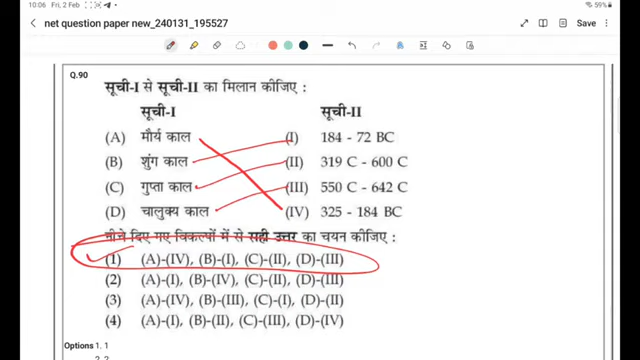 10:06 Fri, 2 Feb
59%
net question paper new_240131_195527
Save
Q.90
सूची-I से सूची-II का मिलान कीजिए :
सूची-I सूची-II
(A) मौर्य काल (I) 184 - 72 BC
(B) शुंग काल (II) 319 C - 600 C
(C) गुप्ता काल (III) 550 C - 642 C
(D) चालुक्य काल (IV) 325 - 184 BC
नीचे दिए गए विकल्पों में से सही उत्तर का चयन कीजिए :
(1) (A)-(IV), (B)-(I), (C)-(II), (D)-(III)
(2) (A)-(I), (B)-(IV), (C)-(II), (D)-(III)
(3) (A)-(IV), (B)-(III), (C)-(I), (D)-(II)
(4) (A)-(I), (B)-(II), (C)-(III), (D)-(IV)
Options 1. 1
2. 2